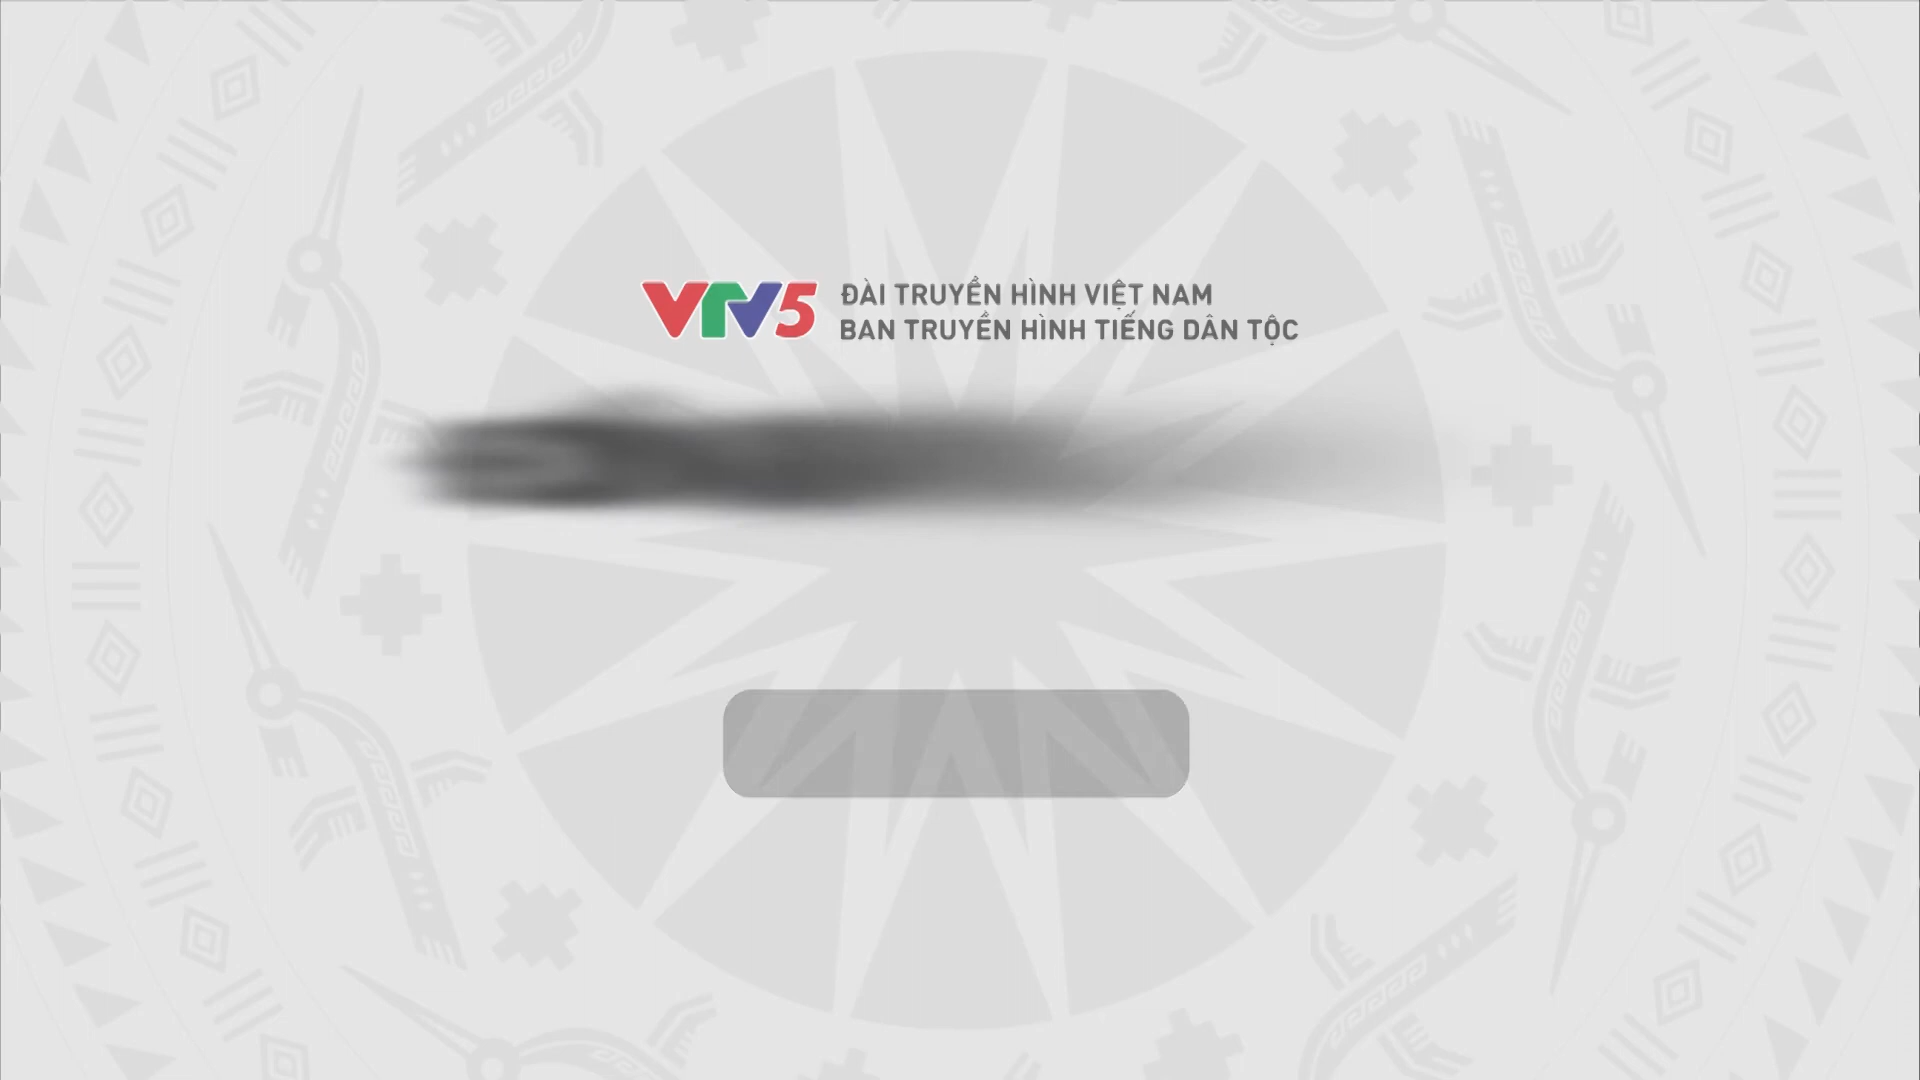 VTV5
ĐÀI TRUYỀN HÌNH VIỆT NAM
BAN TRUYỀN HÌNH TIẾNG DÂN TỘC